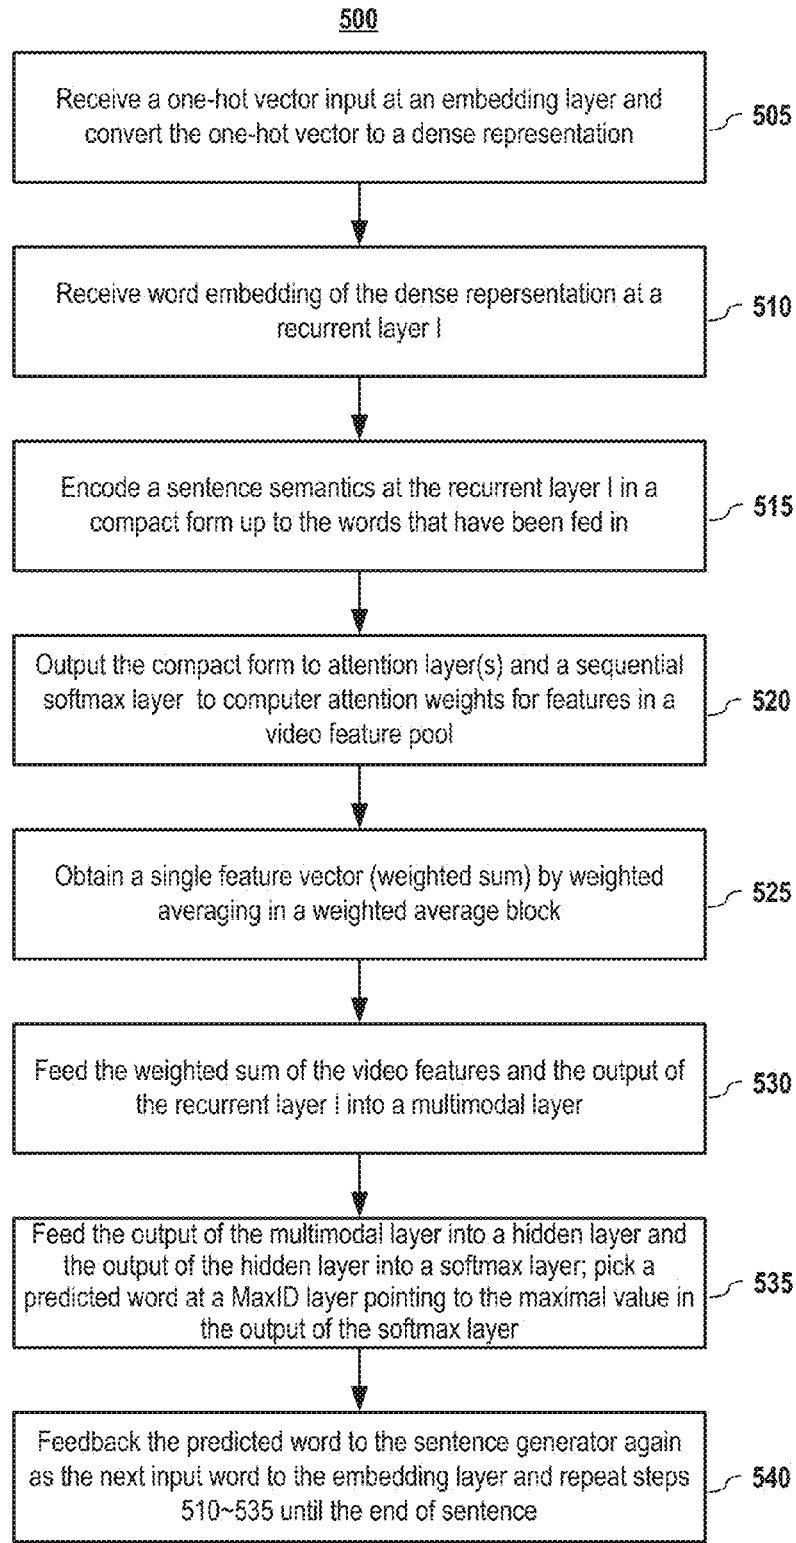 500
Receive a one-hot vector input at an embedding layer and
convert the one-hot vector to a dense representation
505
Receive word embedding of the dense repersentation at a
recurrent layer I
510
Encode a sentence semantics at the recurrent layer I in a
compact form up to the words that have been fed in
515
Output the compact form to attention layer(s) and a sequential
softmax layer to computer attention weights for features in a
video feature pool
520
Obtain a single feature vector (weighted sum) by weighted
averaging in a weighted average block
525
Feed the weighted sum of the video features and the output of
the recurrent layer I into a multimodal layer
530
Feed the output of the multimodal layer into a hidden layer and
the output of the hidden layer into a softmax layer; pick a
predicted word at a MaxID layer pointing to the maximal value in
the output of the softmax layer
535
Feedback the predicted word to the sentence generator again
as the next input word to the embedding layer and repeat steps
510~535 until the end of sentence
540